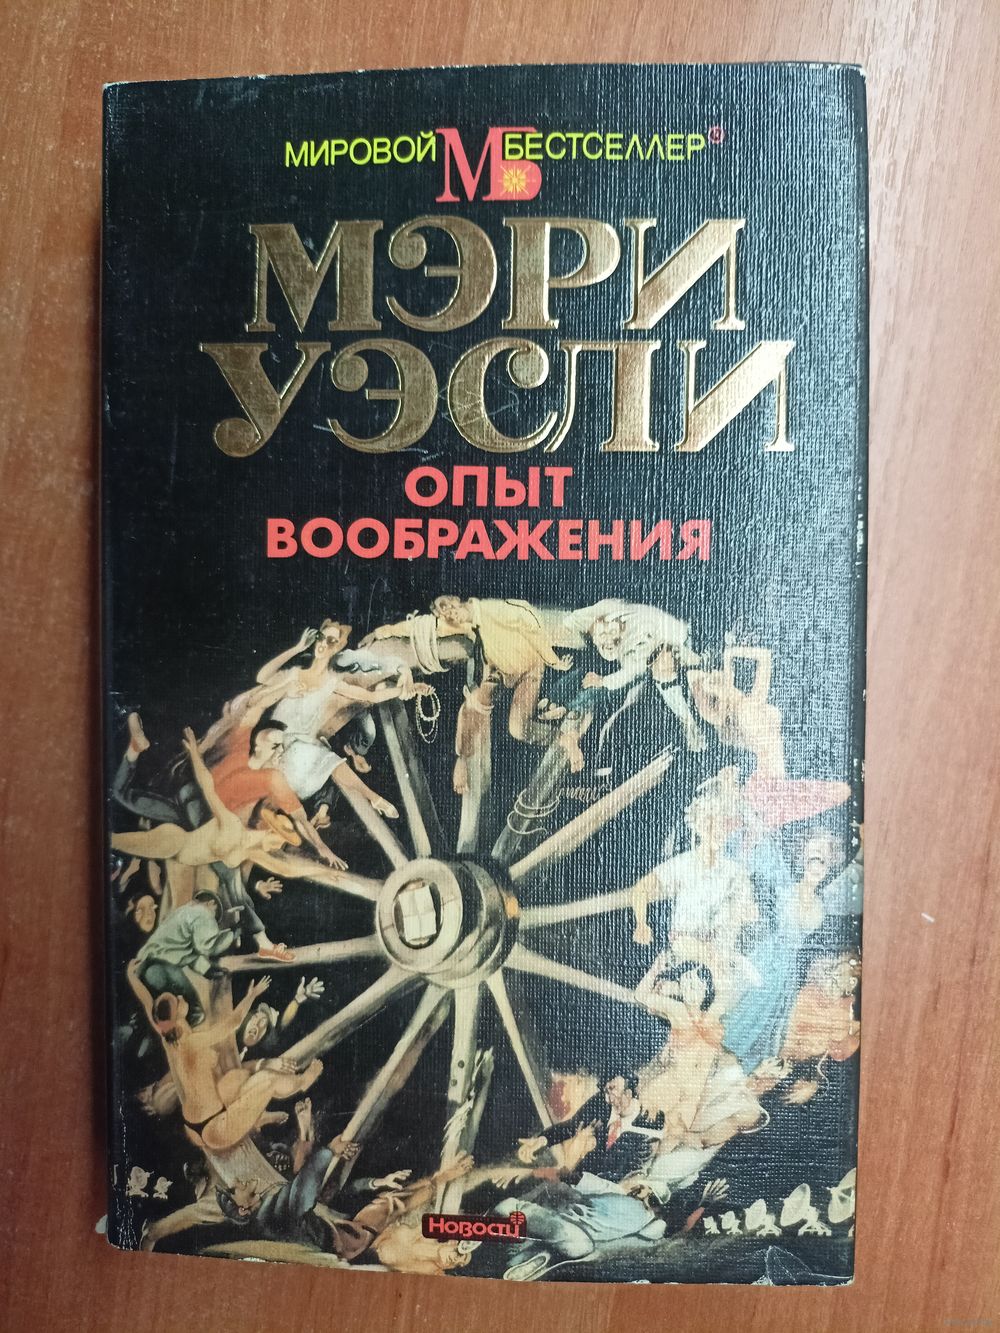 МИРОВОЙ МБ БЕСТСЕЛЛЕР®
МЭРИ
УЭСЛИ
ОПЫТ
ВООБРАЖЕНИЯ
Новости